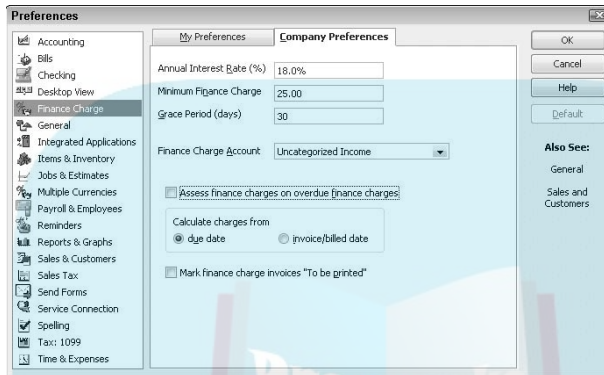 Preferences
Accounting
Bills
Checking
Desktop View
Finance Charge
General
Integrated Applications
Items & Inventory
Jobs & Estimates
Multiple Currencies
Payroll & Employees
Reminders
Reports & Graphs
Sales & Customers
Sales Tax
Send Forms
Service Connection
Spelling
Tax: 1099
Time & Expenses
My Preferences
Company Preferences
Annual Interest Rate (%) 18.0%
Minimum Finance Charge 25.00
Grace Period (days) 30
Finance Charge Account Uncategorized Income
Assess finance charges on overdue finance charges
Calculate charges from
due date invoice/billed date
Mark finance charge invoices "To be printed"
OK
Cancel
Help
Default
Also See:
General
Sales and
Customers